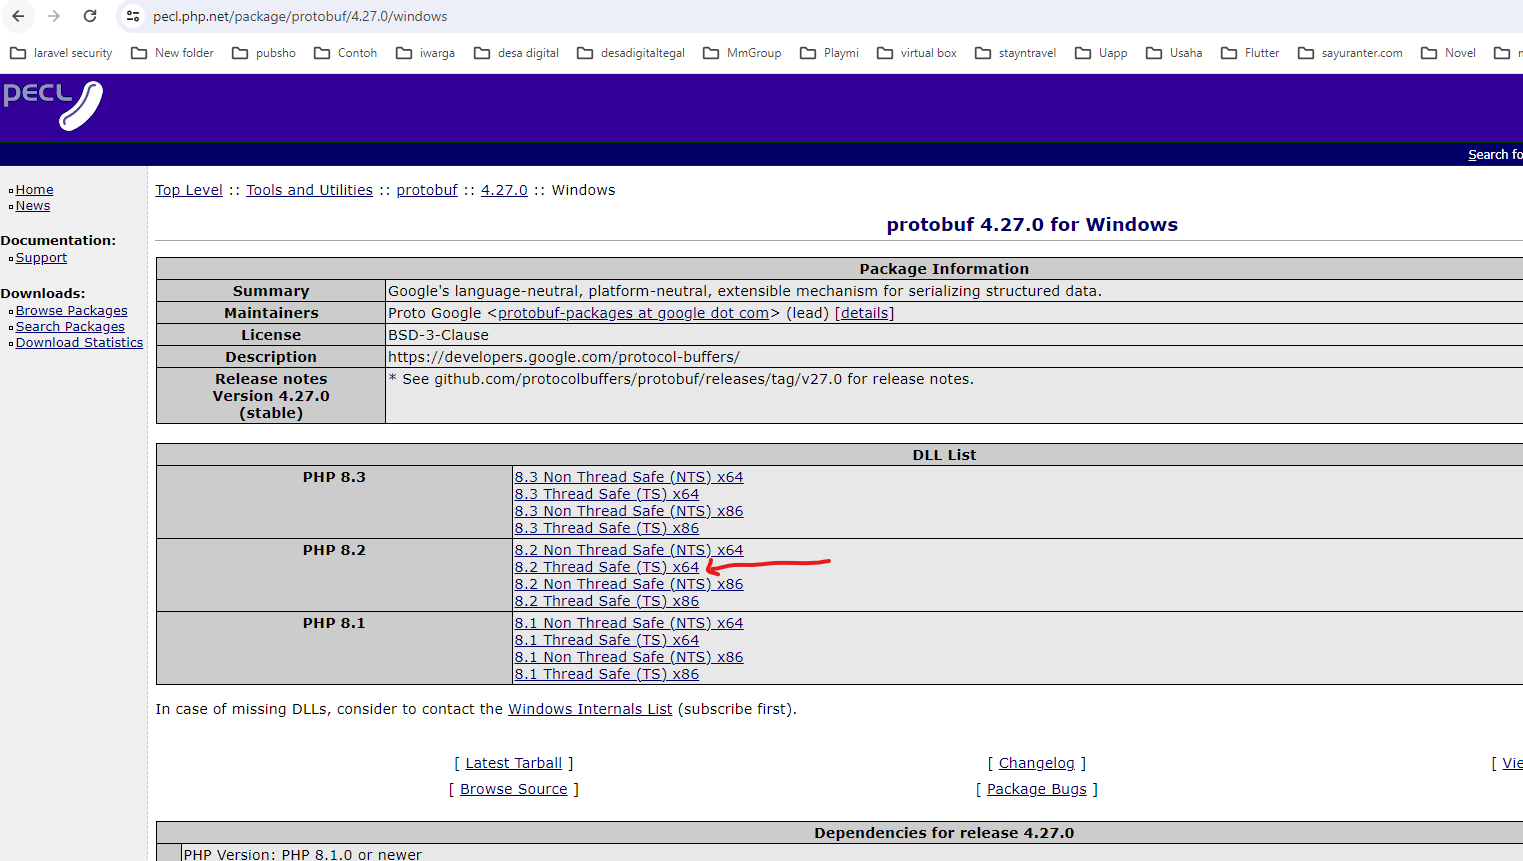 pecl.php.net/package/protobuf/4.27.0/windows
laravel security New folder pubsho Contoh iwarga desa digital desadigitaltegal MmGroup Playmi virtual box stayntravel Uapp Usaha Flutter sayuranter.com Novel
PECL
Search fo
Home
News
Documentation:
Support
Downloads:
Browse Packages
Search Packages
Download Statistics
Top Level :: Tools and Utilities :: protobuf :: 4.27.0 :: Windows
protobuf 4.27.0 for Windows
Package Information
Summary Google's language-neutral, platform-neutral, extensible mechanism for serializing structured data.
Maintainers Proto Google <protobuf-packages at google dot com> (lead) [details]
License BSD-3-Clause
Description https://developers.google.com/protocol-buffers/
Release notes * See github.com/protocolbuffers/protobuf/releases/tag/v27.0 for release notes.
Version 4.27.0
(stable)
DLL List
PHP 8.3 8.3 Non Thread Safe (NTS) x64
8.3 Thread Safe (TS) x64
8.3 Non Thread Safe (NTS) x86
8.3 Thread Safe (TS) x86
PHP 8.2 8.2 Non Thread Safe (NTS) x64
8.2 Thread Safe (TS) x64
8.2 Non Thread Safe (NTS) x86
8.2 Thread Safe (TS) x86
PHP 8.1 8.1 Non Thread Safe (NTS) x64
8.1 Thread Safe (TS) x64
8.1 Non Thread Safe (NTS) x86
8.1 Thread Safe (TS) x86
In case of missing DLLs, consider to contact the Windows Internals List (subscribe first).
[ Latest Tarball ] [ Changelog ] [ Vie
[ Browse Source ] [ Package Bugs ]
Dependencies for release 4.27.0
PHP Version: PHP 8.1.0 or newer